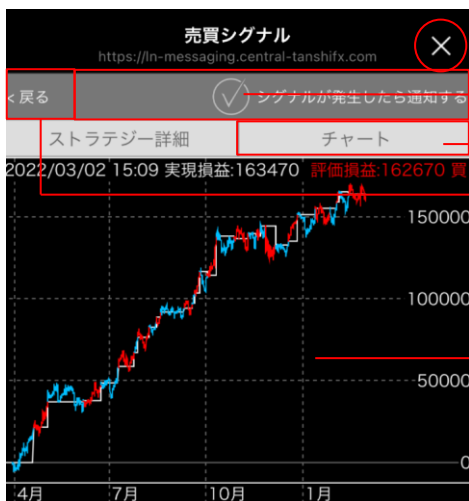 売買シグナル
https://ln-messaging.central-tanshifx.com
×
<戻る
シグナルが発生したら通知する
ストラテジー詳細 チャート
2022/03/02 15:09 実現損益:163470 評価損益:162670 買
150000
100000
50000
0
4月 7月 10月 1月